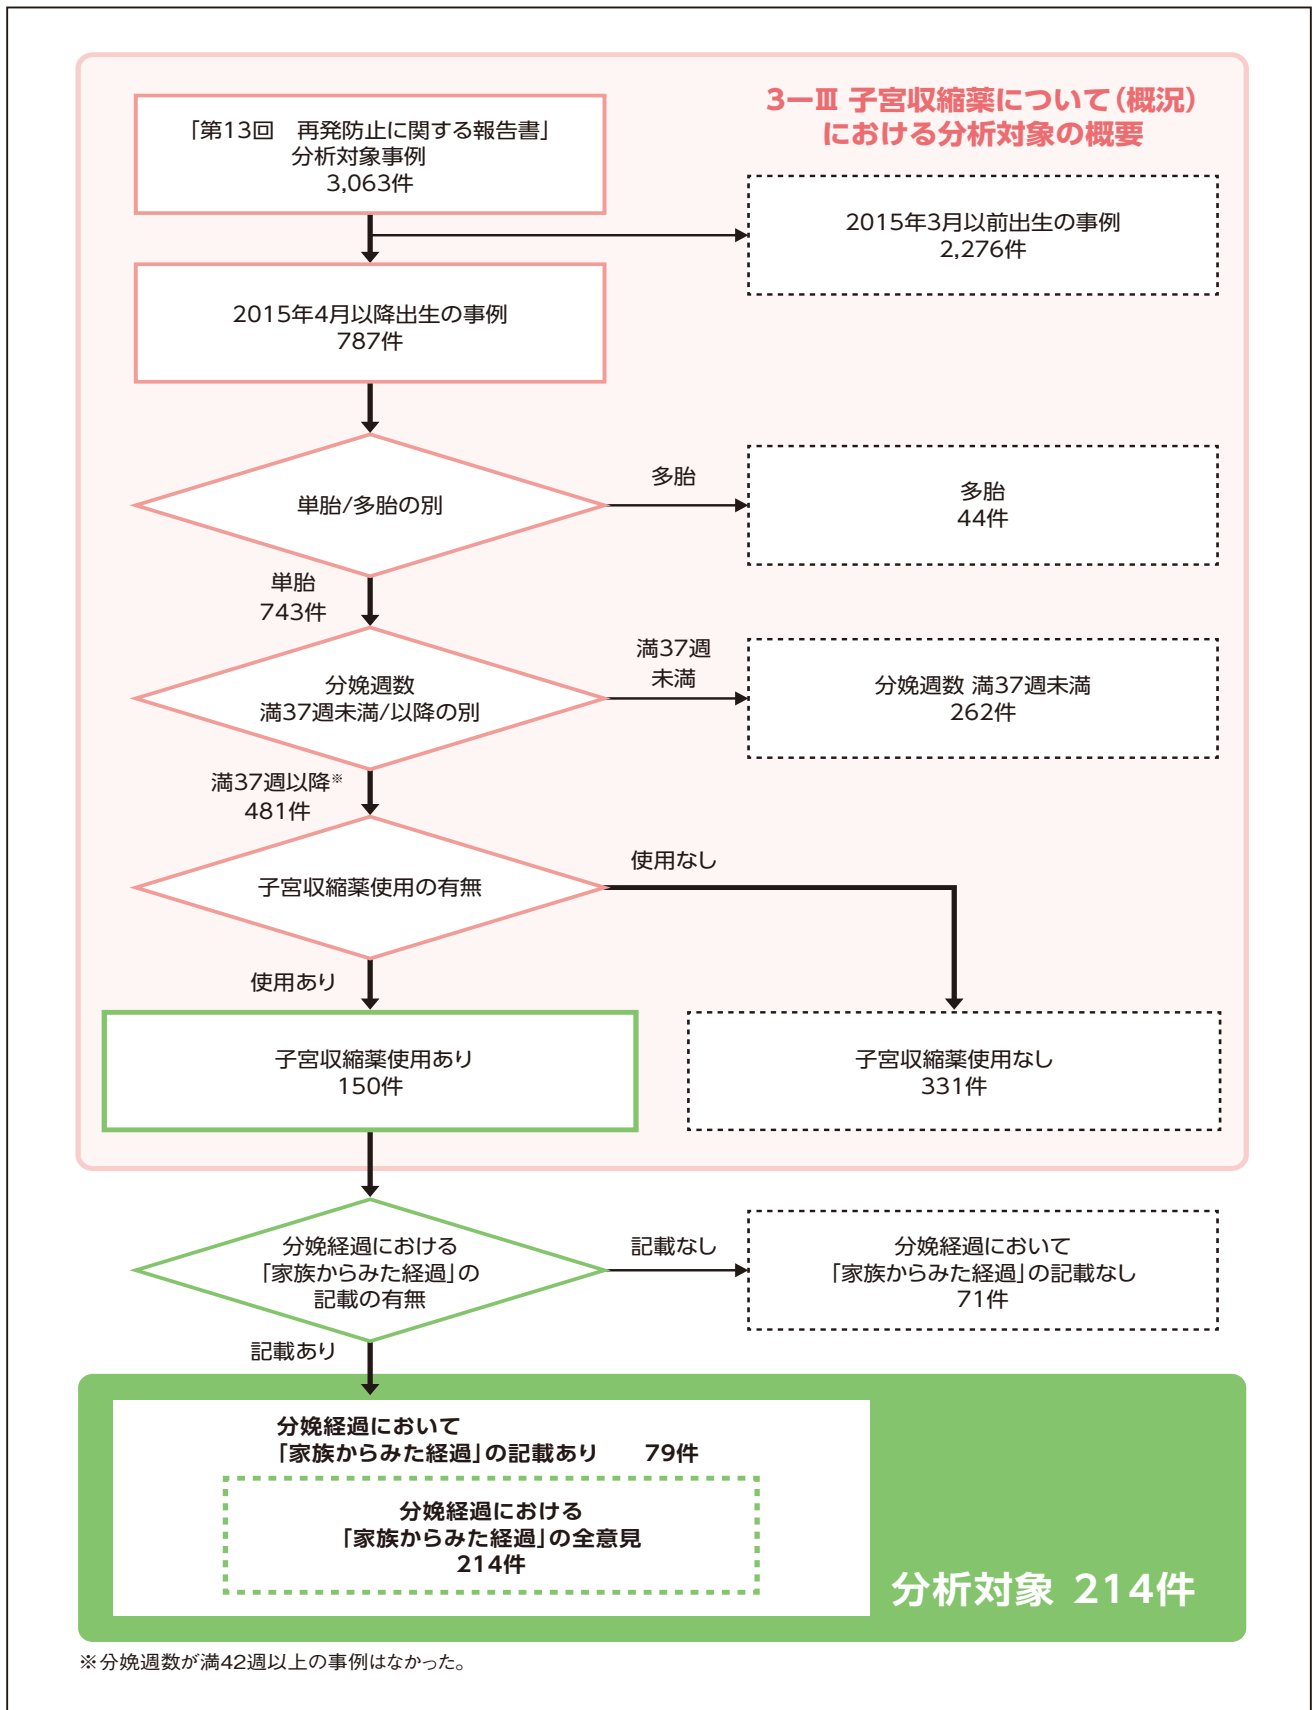 3ーⅢ 子宮収縮薬について（概況）
における分析対象の概要
「第13回　再発防止に関する報告書」
分析対象事例
3,063件
2015年3月以前出生の事例
2,276件
2015年4月以降出生の事例
787件
単胎/多胎の別
多胎
多胎
44件
単胎
743件
分娩週数
満37週未満/以降の別
満37週
未満
分娩週数 満37週未満
262件
満37週以降※
481件
子宮収縮薬使用の有無
使用なし
使用あり
子宮収縮薬使用あり
150件
子宮収縮薬使用なし
331件
分娩経過における
「家族からみた経過」の
記載の有無
記載なし
分娩経過において
「家族からみた経過」の記載なし
71件
記載あり
分娩経過において
「家族からみた経過」の記載あり　79件
分娩経過における
「家族からみた経過」の全意見
214件
分析対象 214件
※分娩週数が満42週以上の事例はなかった。